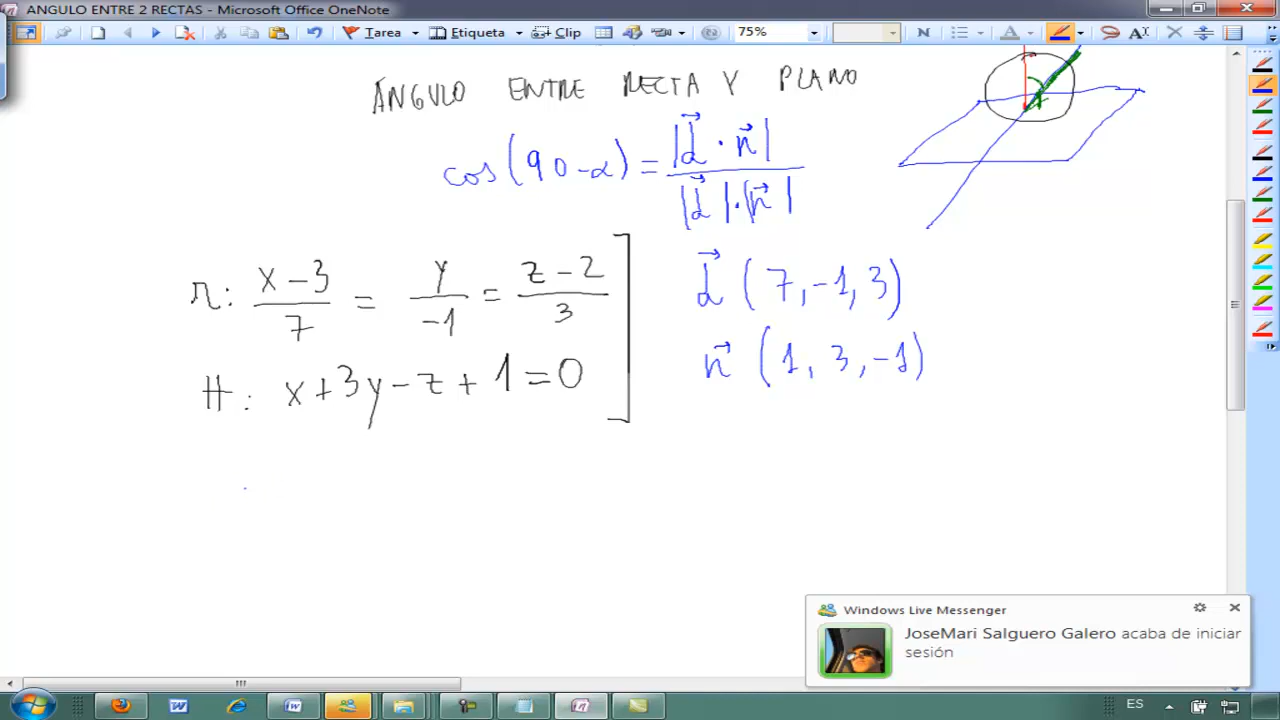 ANGULO ENTRE 2 RECTAS - Microsoft Office OneNote
Tarea Etiqueta Clip 75% N A
ÁNGULO ENTRE RECTA Y PLANO
cos(90-α) = |d⃗ · n⃗| / |d⃗|·|n⃗|
r: x-3/7 = y/-1 = z-2/3
d⃗ (7,-1,3)
π: x+3y-z+1=0
n⃗ (1, 3, -1)
Windows Live Messenger
JoseMari Salguero Galero acaba de iniciar
sesión
ES